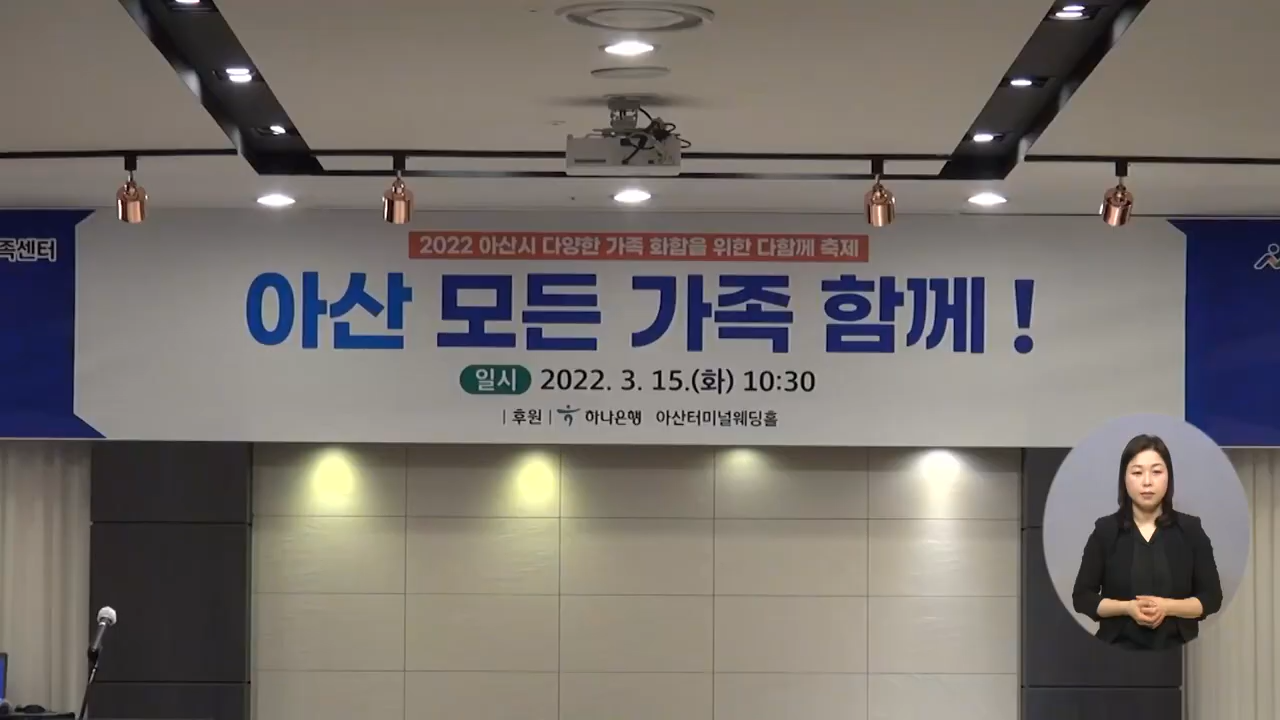 족센터
2022 아산시 다양한 가족 화합을 위한 다함께 축제
아산 모든 가족 함께 !
일시 2022. 3. 15.(화) 10:30
| 후원 | 하나은행 아산터미널웨딩홀